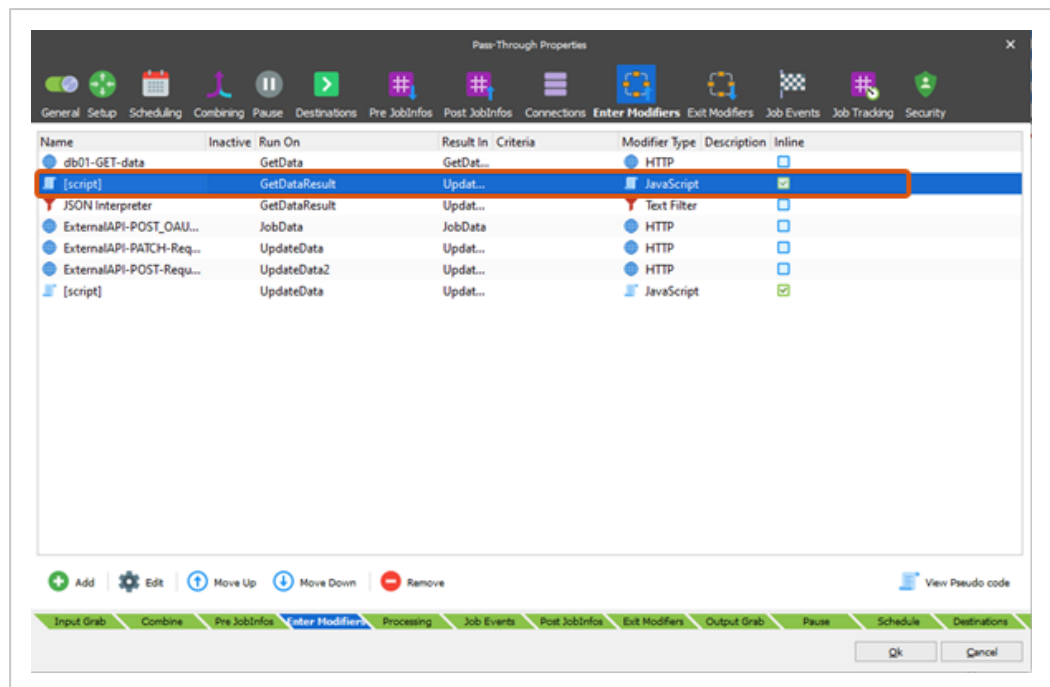 Pass-Through Properties
General Setup Scheduling Combining Pause Destinations Pre JobInfos Post JobInfos Connections Enter Modifiers Exit Modifiers Job Events Job Tracking Security
Name Inactive Run On Result In Criteria Modifier Type Description Inline
db01-GET-data GetData GetDat... HTTP
[script] GetDataResult Updat... JavaScript
JSON Interpreter GetDataResult Updat... Text Filter
ExternalAPI-POST_OAU... JobData JobData HTTP
ExternalAPI-PATCH-Req... UpdateData Updat... HTTP
ExternalAPI-POST-Requ... UpdateData2 Updat... HTTP
[script] UpdateData Updat... JavaScript
Add Edit Move Up Move Down Remove View Pseudo code
Input Grab Combine Pre JobInfos Enter Modifiers Processing Job Events Post JobInfos Exit Modifiers Output Grab Pause Schedule Destinations
Ok Cancel